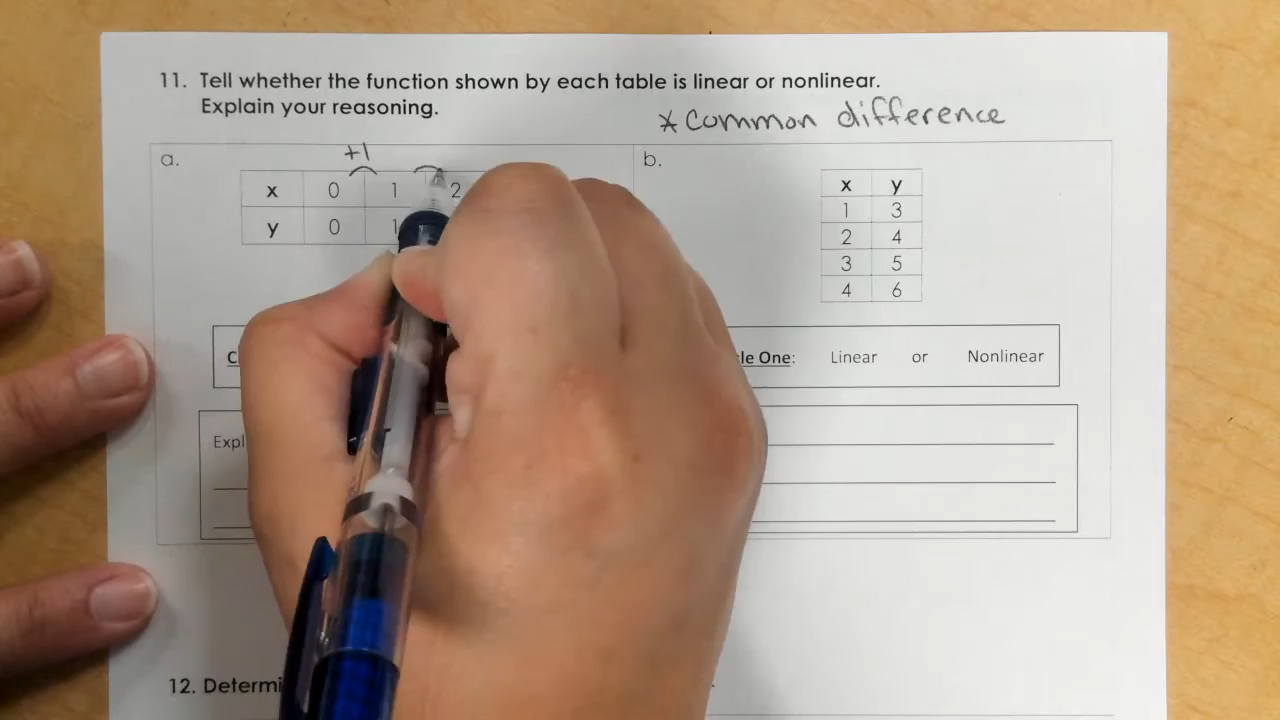 11. Tell whether the function shown by each table is linear or nonlinear.
Explain your reasoning.
*common difference
a.
+1
x 0 1 2
y 0 1
b.
x y
1 3
2 4
3 5
4 6
One: Linear or Nonlinear
12.